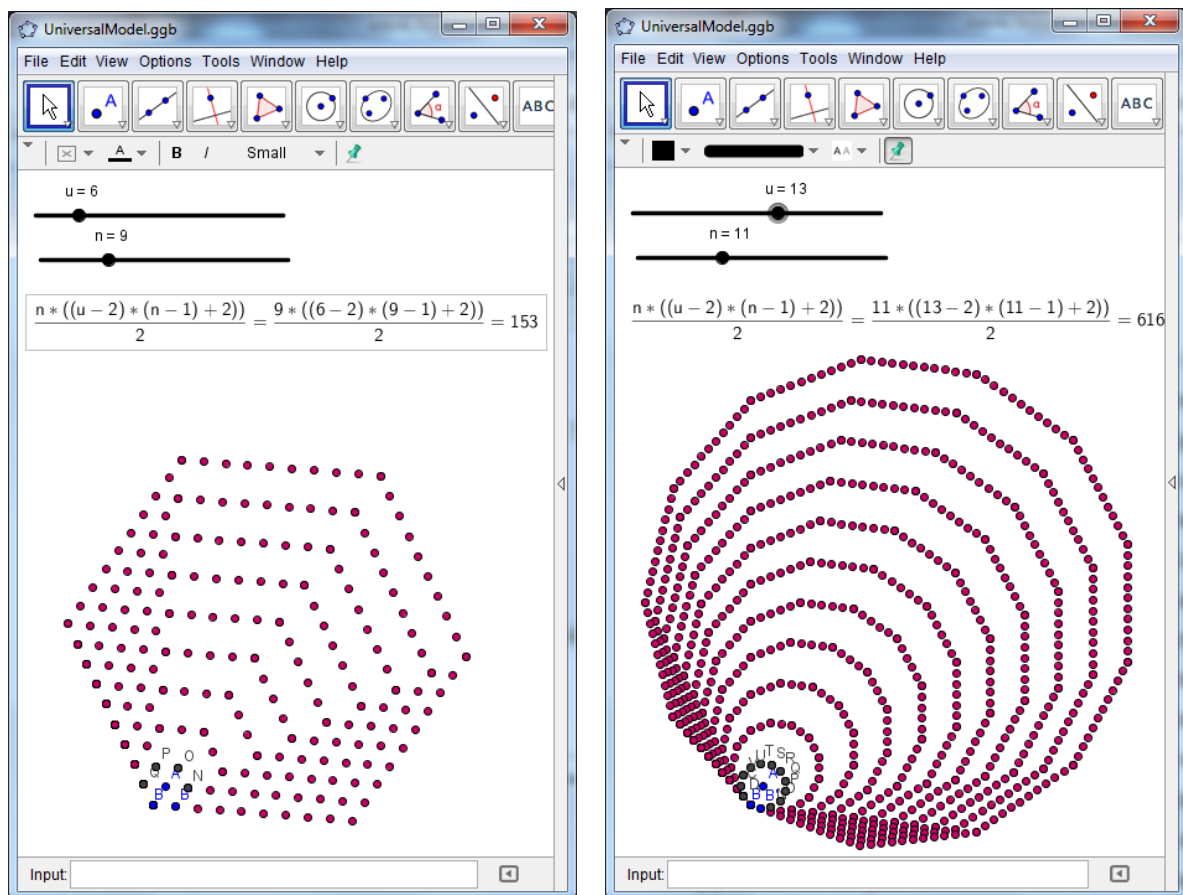 UniversalModel.ggb
File Edit View Options Tools Window Help
A α ABC
A B I Small
u = 6
n = 9
n ∗ ((u − 2) ∗ (n − 1) + 2)) / 2 = 9 ∗ ((6 − 2) ∗ (9 − 1) + 2)) / 2 = 153
P O
Q A N
B B
Input:
UniversalModel.ggb
File Edit View Options Tools Window Help
A α ABC
A A
u = 13
n = 11
n ∗ ((u − 2) ∗ (n − 1) + 2)) / 2 = 11 ∗ ((13 − 2) ∗ (11 − 1) + 2)) / 2 = 616
U T S R
A Q
B B
Input: